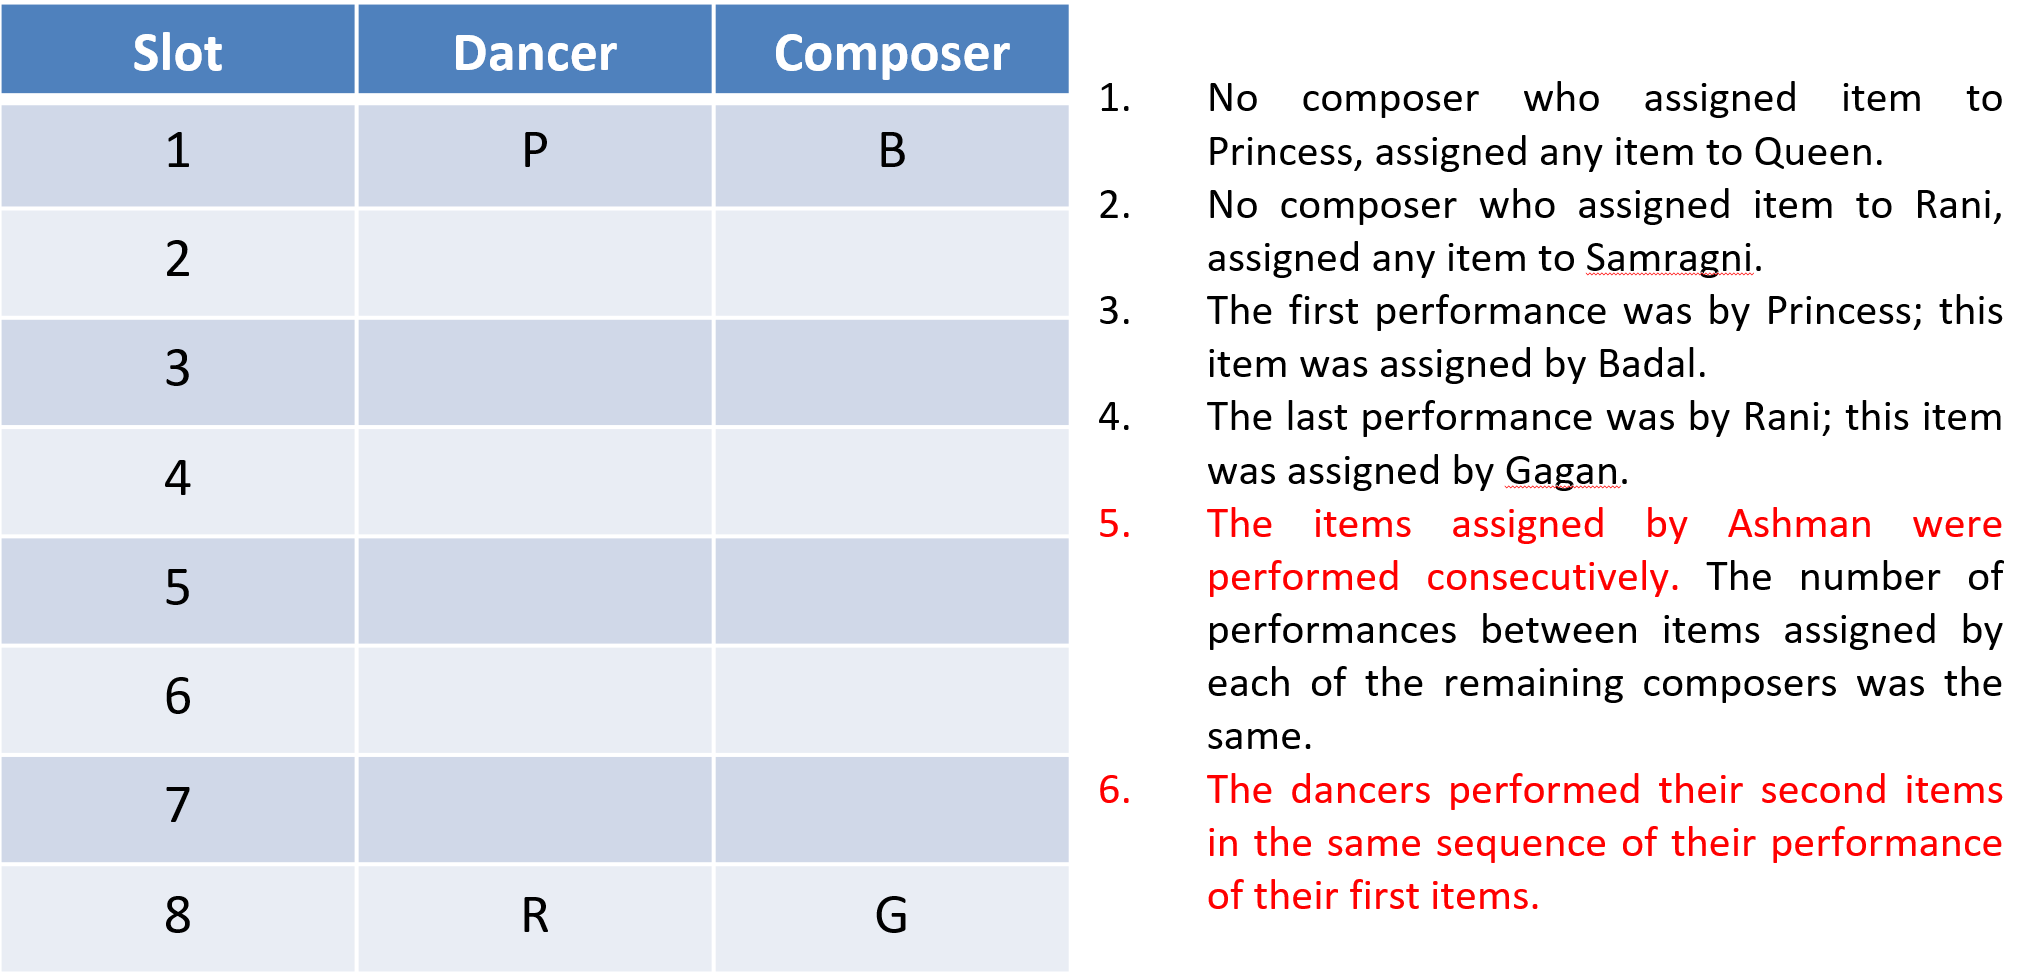 Slot Dancer Composer
1 P B
2
3
4
5
6
7
8 R G
1. No composer who assigned item to
Princess, assigned any item to Queen.
2. No composer who assigned item to Rani,
assigned any item to Samragni.
3. The first performance was by Princess; this
item was assigned by Badal.
4. The last performance was by Rani; this item
was assigned by Gagan.
5. The items assigned by Ashman were
performed consecutively. The number of
performances between items assigned by
each of the remaining composers was the
same.
6. The dancers performed their second items
in the same sequence of their performance
of their first items.